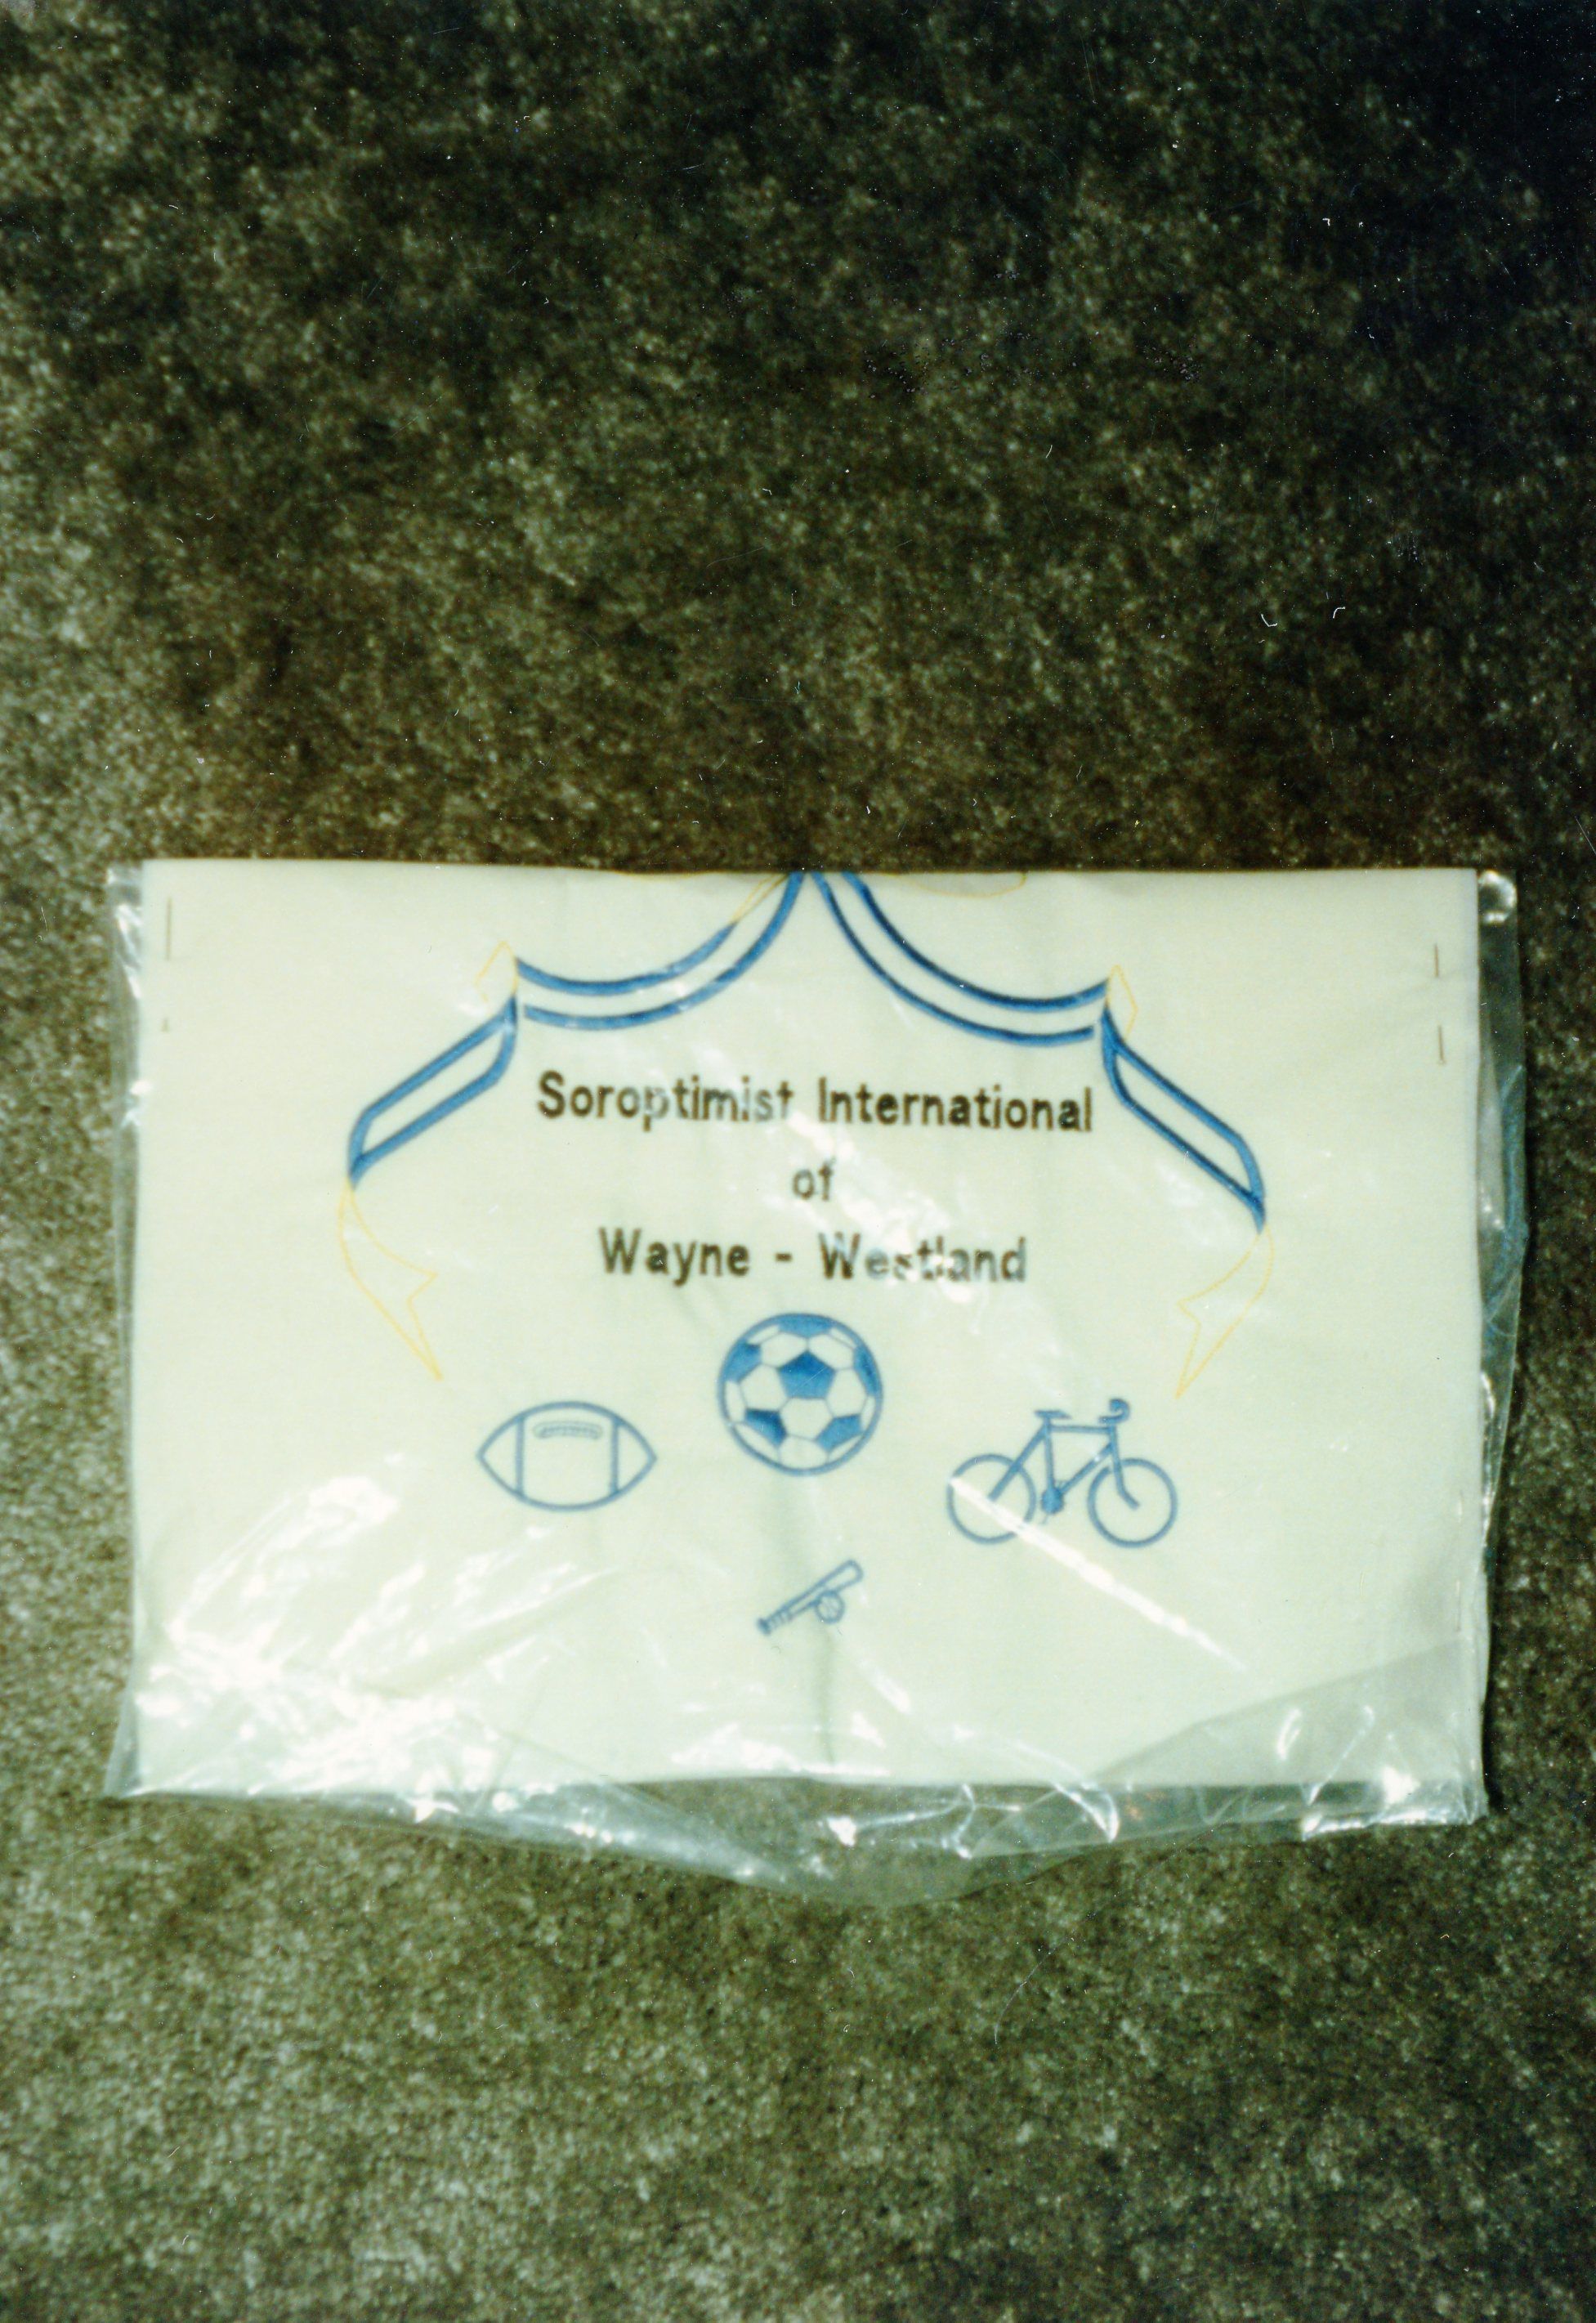 Soroptimist International
of
Wayne - Westland